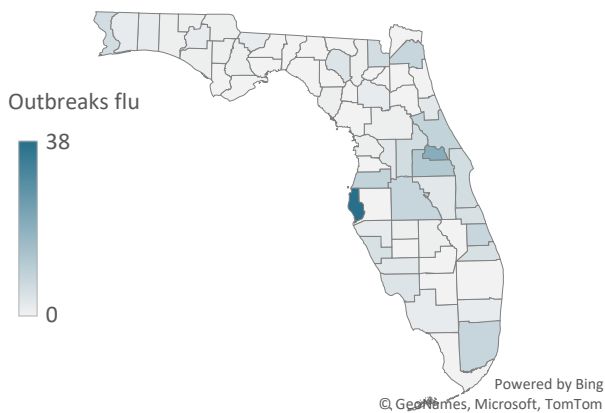 Outbreaks flu
38
0
Powered by Bing
© GeoNames, Microsoft, TomTom